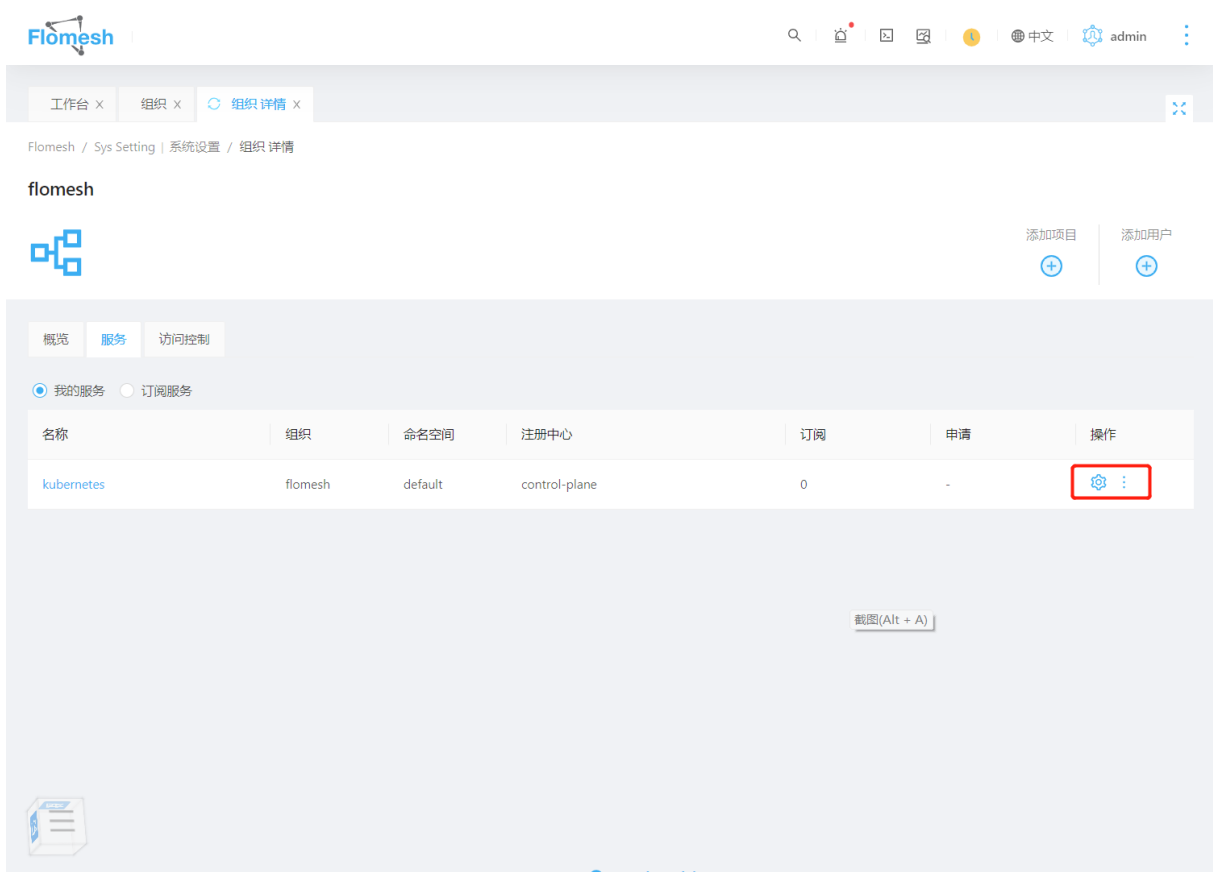 Flomesh
中文 admin
工作台 x 组织 x 组织 详情 x
Flomesh / Sys Setting | 系统设置 / 组织 详情
flomesh
添加项目 添加用户
概览 服务 访问控制
我的服务 订阅服务
名称 组织 命名空间 注册中心 订阅 申请 操作
kubernetes flomesh default control-plane 0 -
截图(Alt + A)